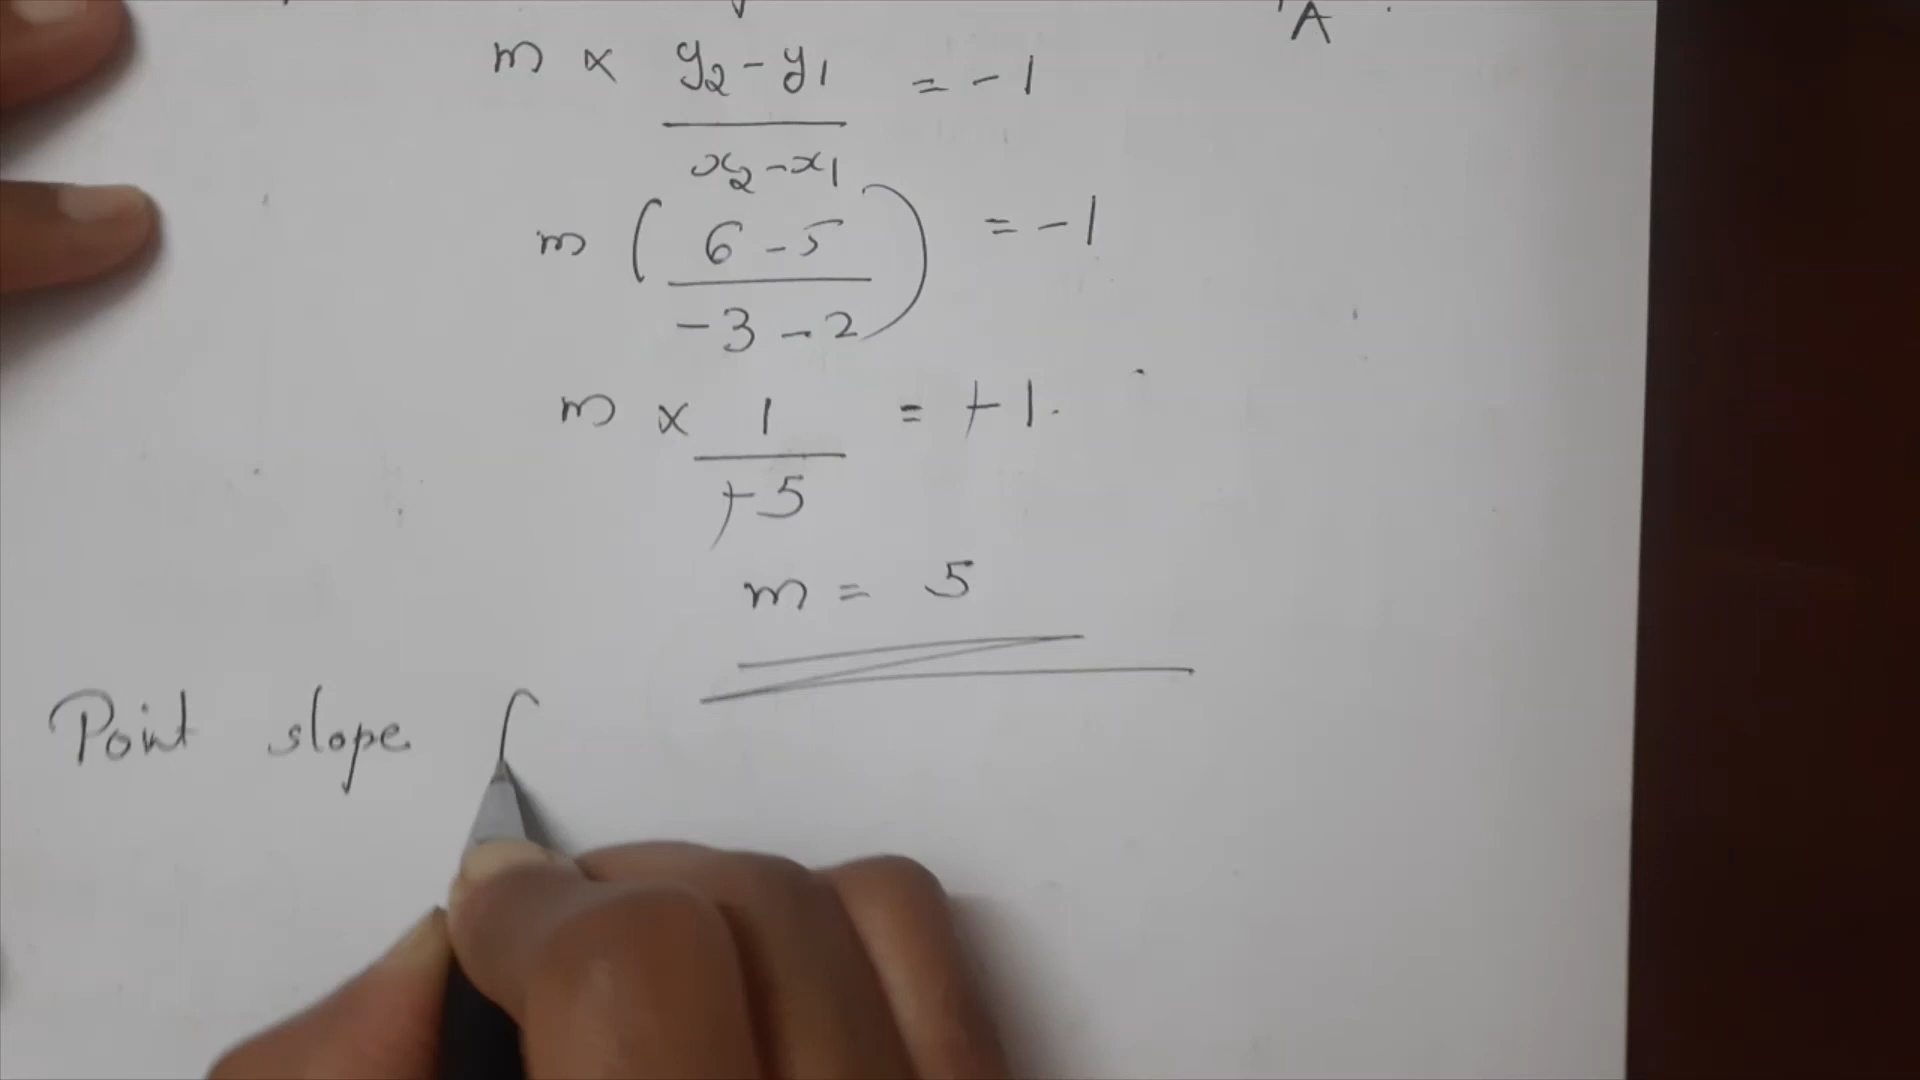 A
m × y₂ - y₁ = - 1
x₂ - x₁
m ( 6 - 5 ) = - 1
- 3 - 2
m × 1 = - 1.
- 5
m = 5
Point slope